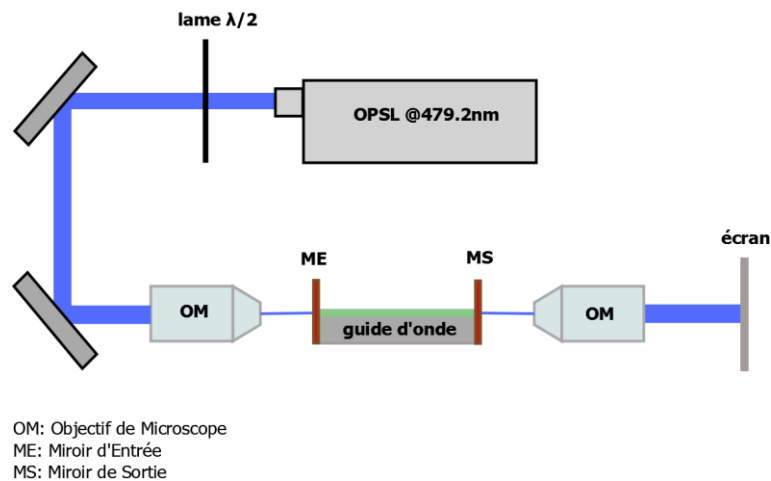 lame λ/2
OPSL @479.2nm
écran
ME
MS
OM
guide d'onde
OM
OM: Objectif de Microscope
ME: Miroir d'Entrée
MS: Miroir de Sortie